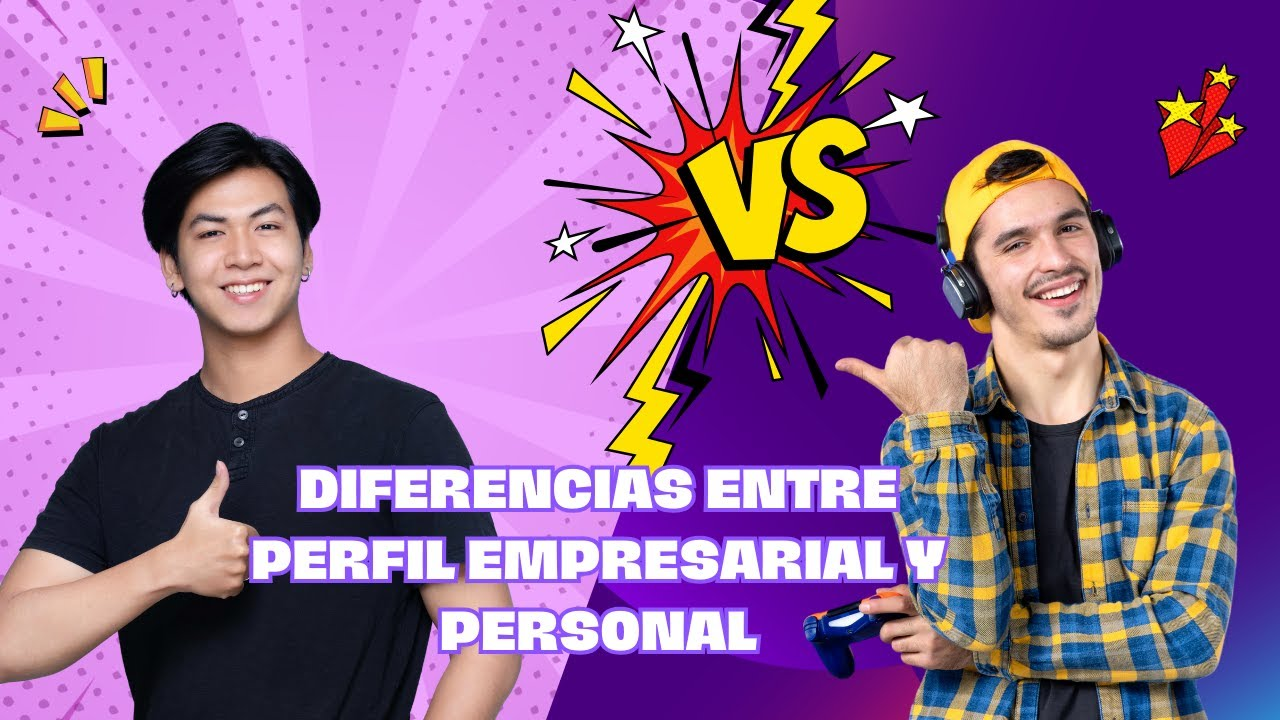 VS
DIFERENCIAS ENTRE
PERFIL EMPRESARIAL Y
PERSONAL